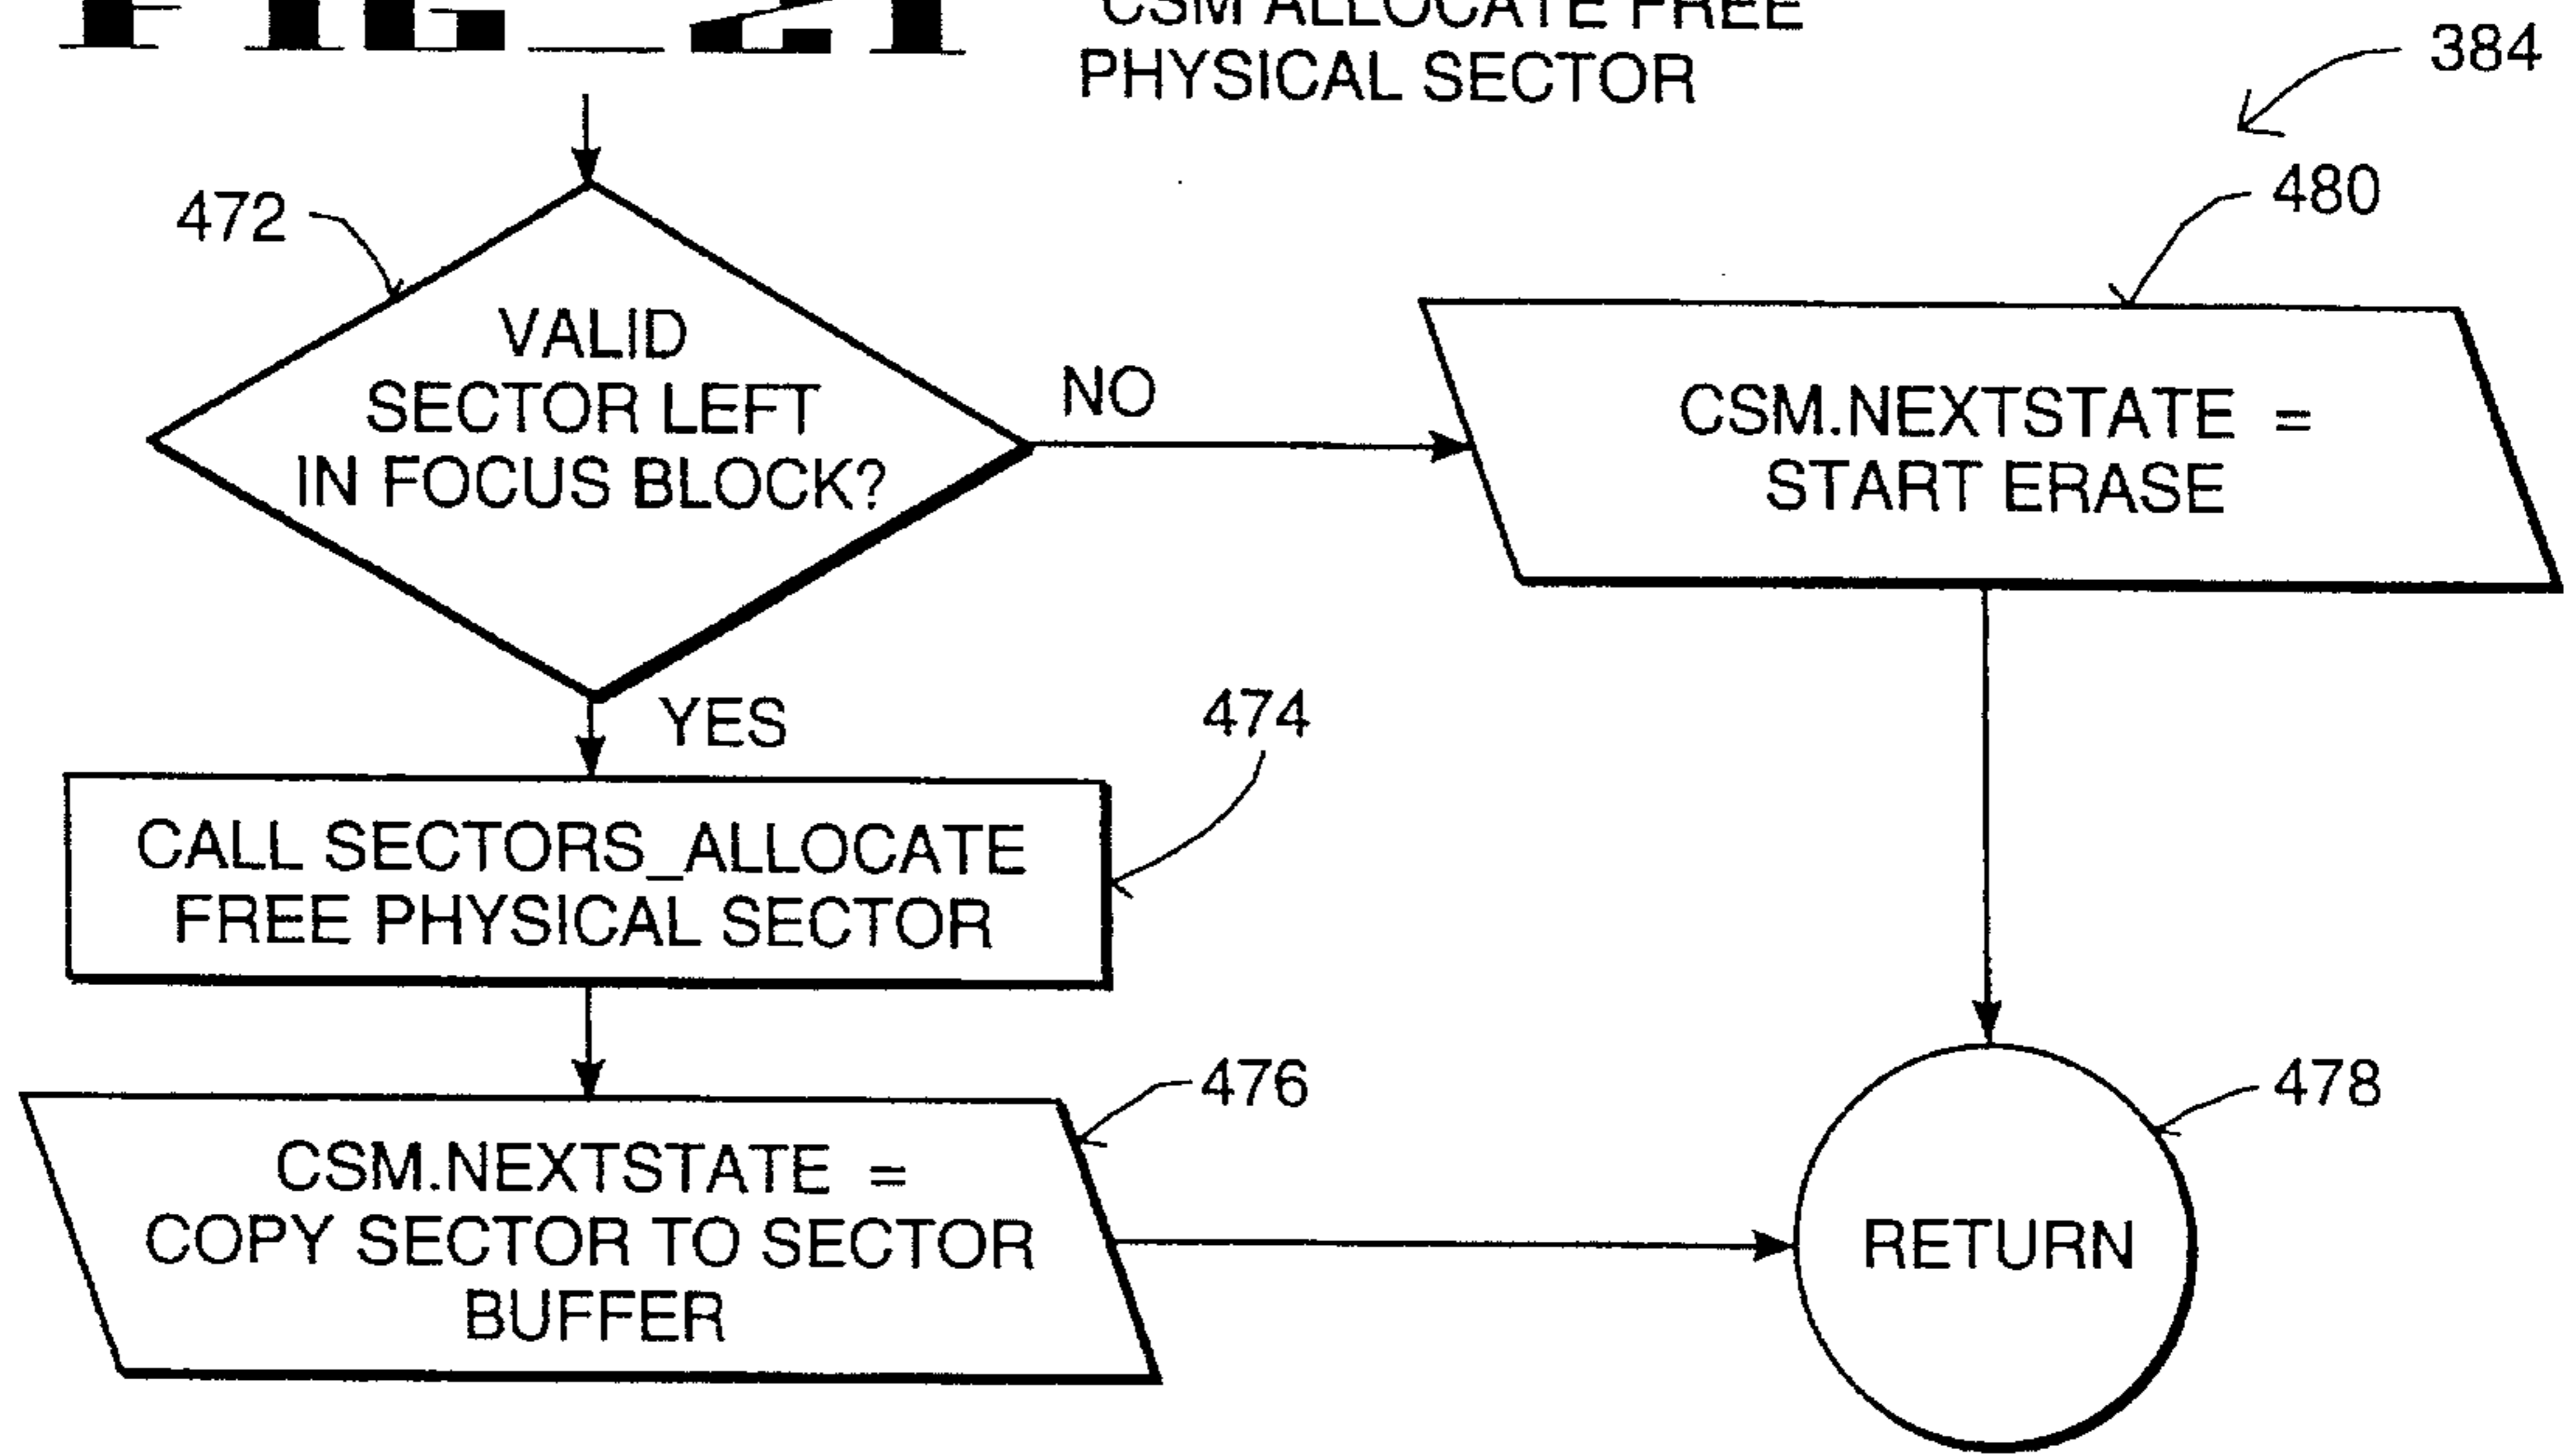 FIG_21
CSM ALLOCATE FREE
PHYSICAL SECTOR
384
472
480
VALID
SECTOR LEFT
IN FOCUS BLOCK?
NO
CSM.NEXTSTATE =
START ERASE
YES
474
CALL SECTORS_ALLOCATE
FREE PHYSICAL SECTOR
476
478
CSM.NEXTSTATE =
COPY SECTOR TO SECTOR
BUFFER
RETURN